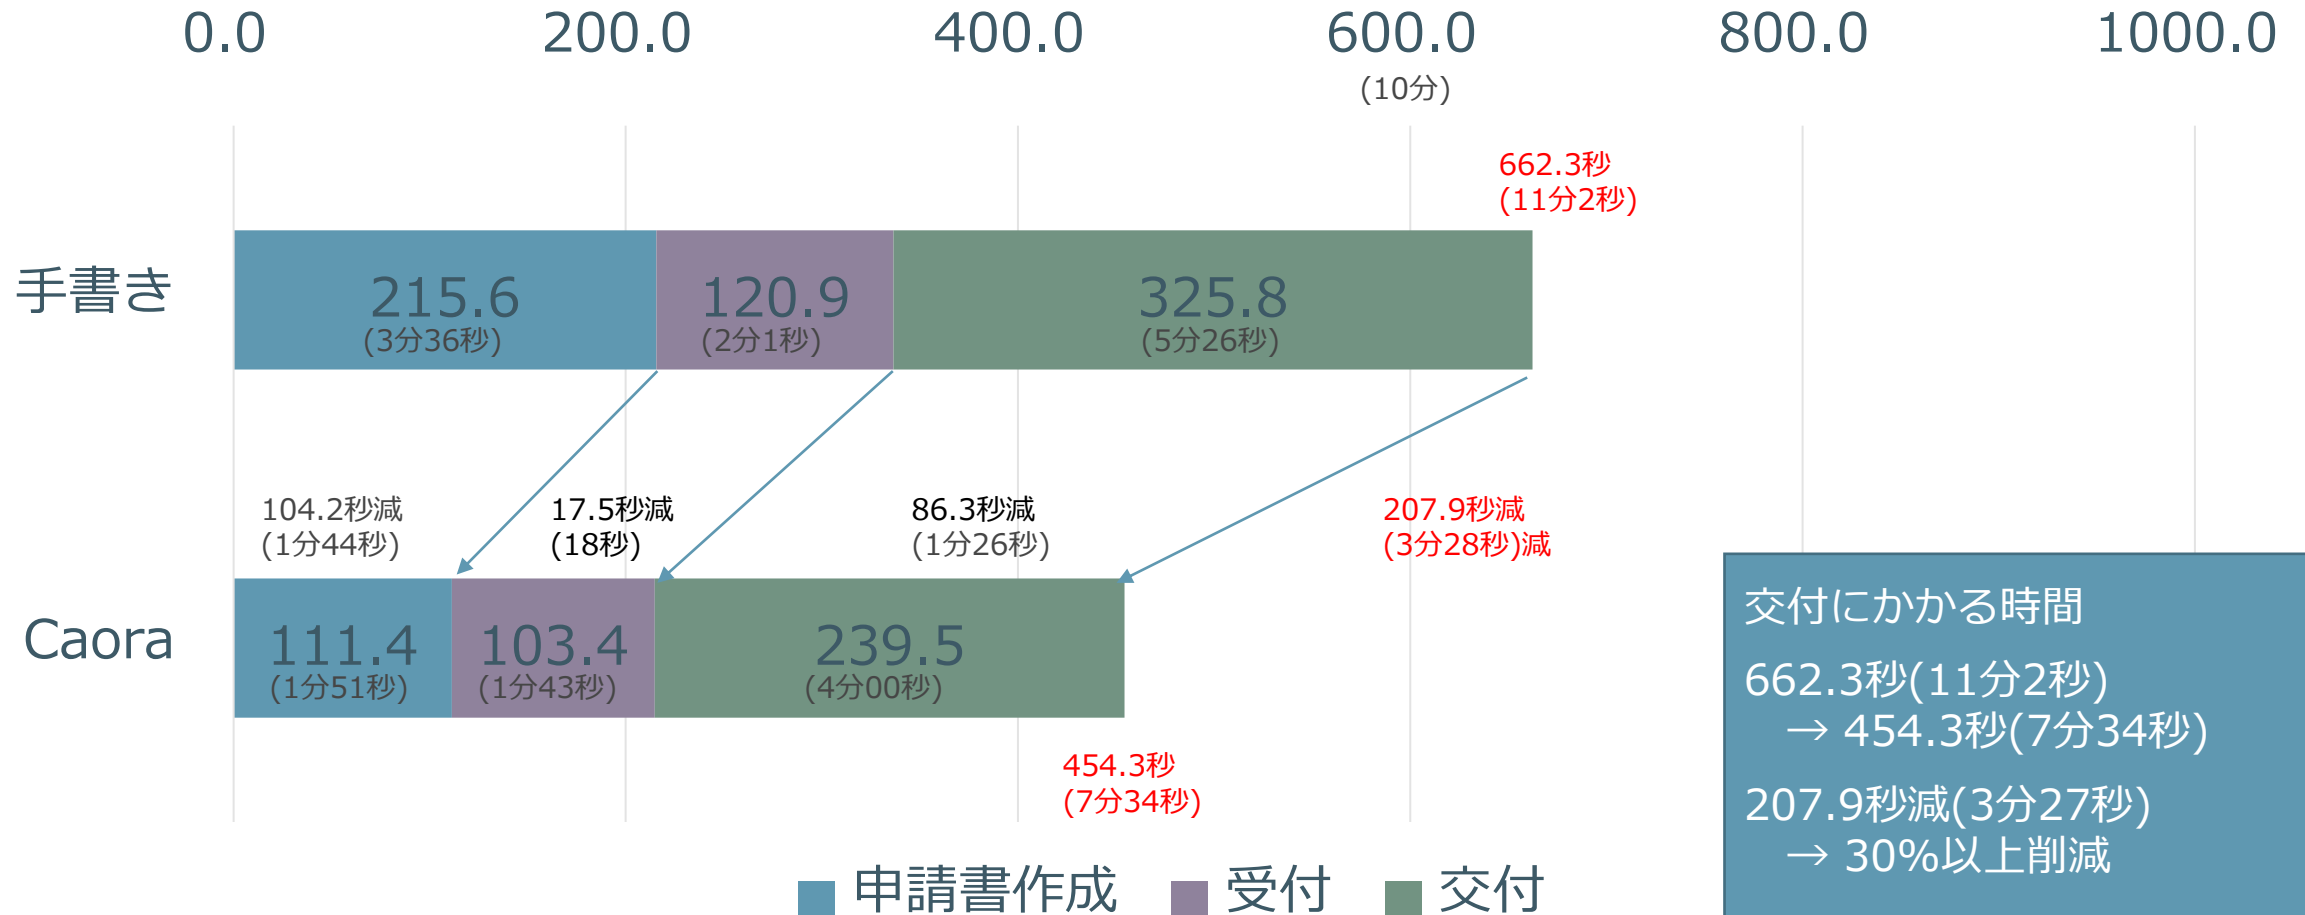 0.0 200.0 400.0 600.0 800.0 1000.0
(10分)
662.3秒
(11分2秒)
手書き 215.6 120.9 325.8
(3分36秒) (2分1秒) (5分26秒)
104.2秒減 17.5秒減 86.3秒減 207.9秒減
(1分44秒) (18秒) (1分26秒) (3分28秒)減
Caora 111.4 103.4 239.5
(1分51秒) (1分43秒) (4分00秒)
454.3秒
(7分34秒)
交付にかかる時間
662.3秒(11分2秒)
→ 454.3秒(7分34秒)
207.9秒減(3分27秒)
→ 30%以上削減
申請書作成 受付 交付